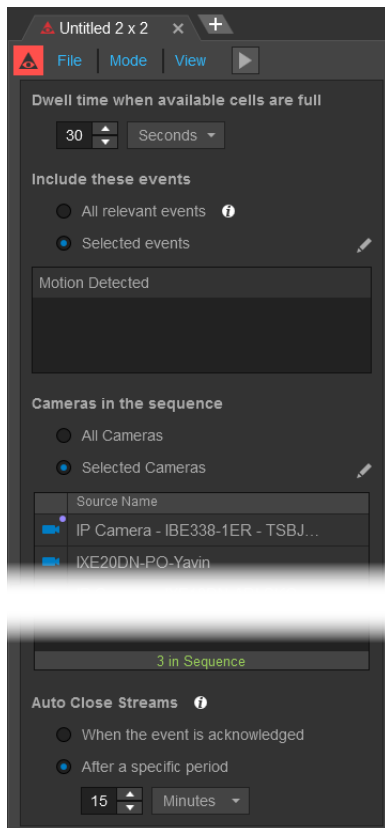 Untitled 2 x 2
File Mode View
Dwell time when available cells are full
30 Seconds
Include these events
All relevant events
Selected events
Motion Detected
Cameras in the sequence
All Cameras
Selected Cameras
Source Name
IP Camera - IBE338-1ER - TSBJ...
IXE20DN-PO-Yavin
3 in Sequence
Auto Close Streams
When the event is acknowledged
After a specific period
15 Minutes